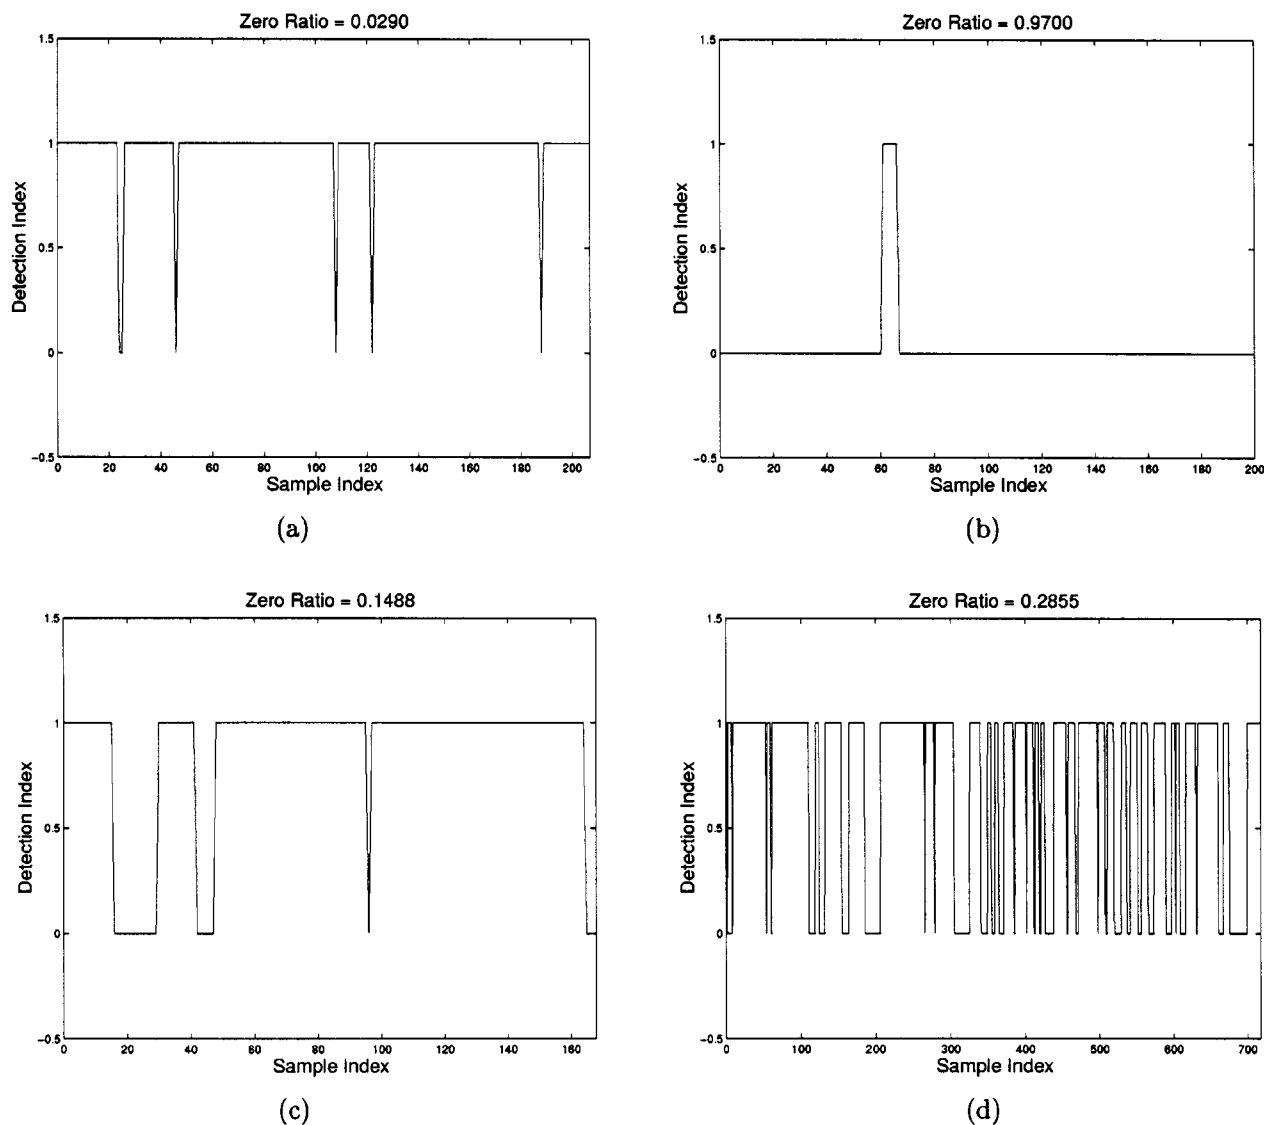 Zero Ratio = 0.0290
1.5
1
0.5
0
-0.5
Detection Index
0 20 40 60 80 100 120 140 160 180 200
Sample Index
(a)
Zero Ratio = 0.9700
1.5
1
0.5
0
-0.5
Detection Index
0 20 40 60 80 100 120 140 160 180 200
Sample Index
(b)
Zero Ratio = 0.1488
1.5
1
0.5
0
-0.5
Detection Index
0 20 40 60 80 100 120 140 160
Sample Index
(c)
Zero Ratio = 0.2855
1.5
1
0.5
0
-0.5
Detection Index
0 100 200 300 400 500 600 700
Sample Index
(d)